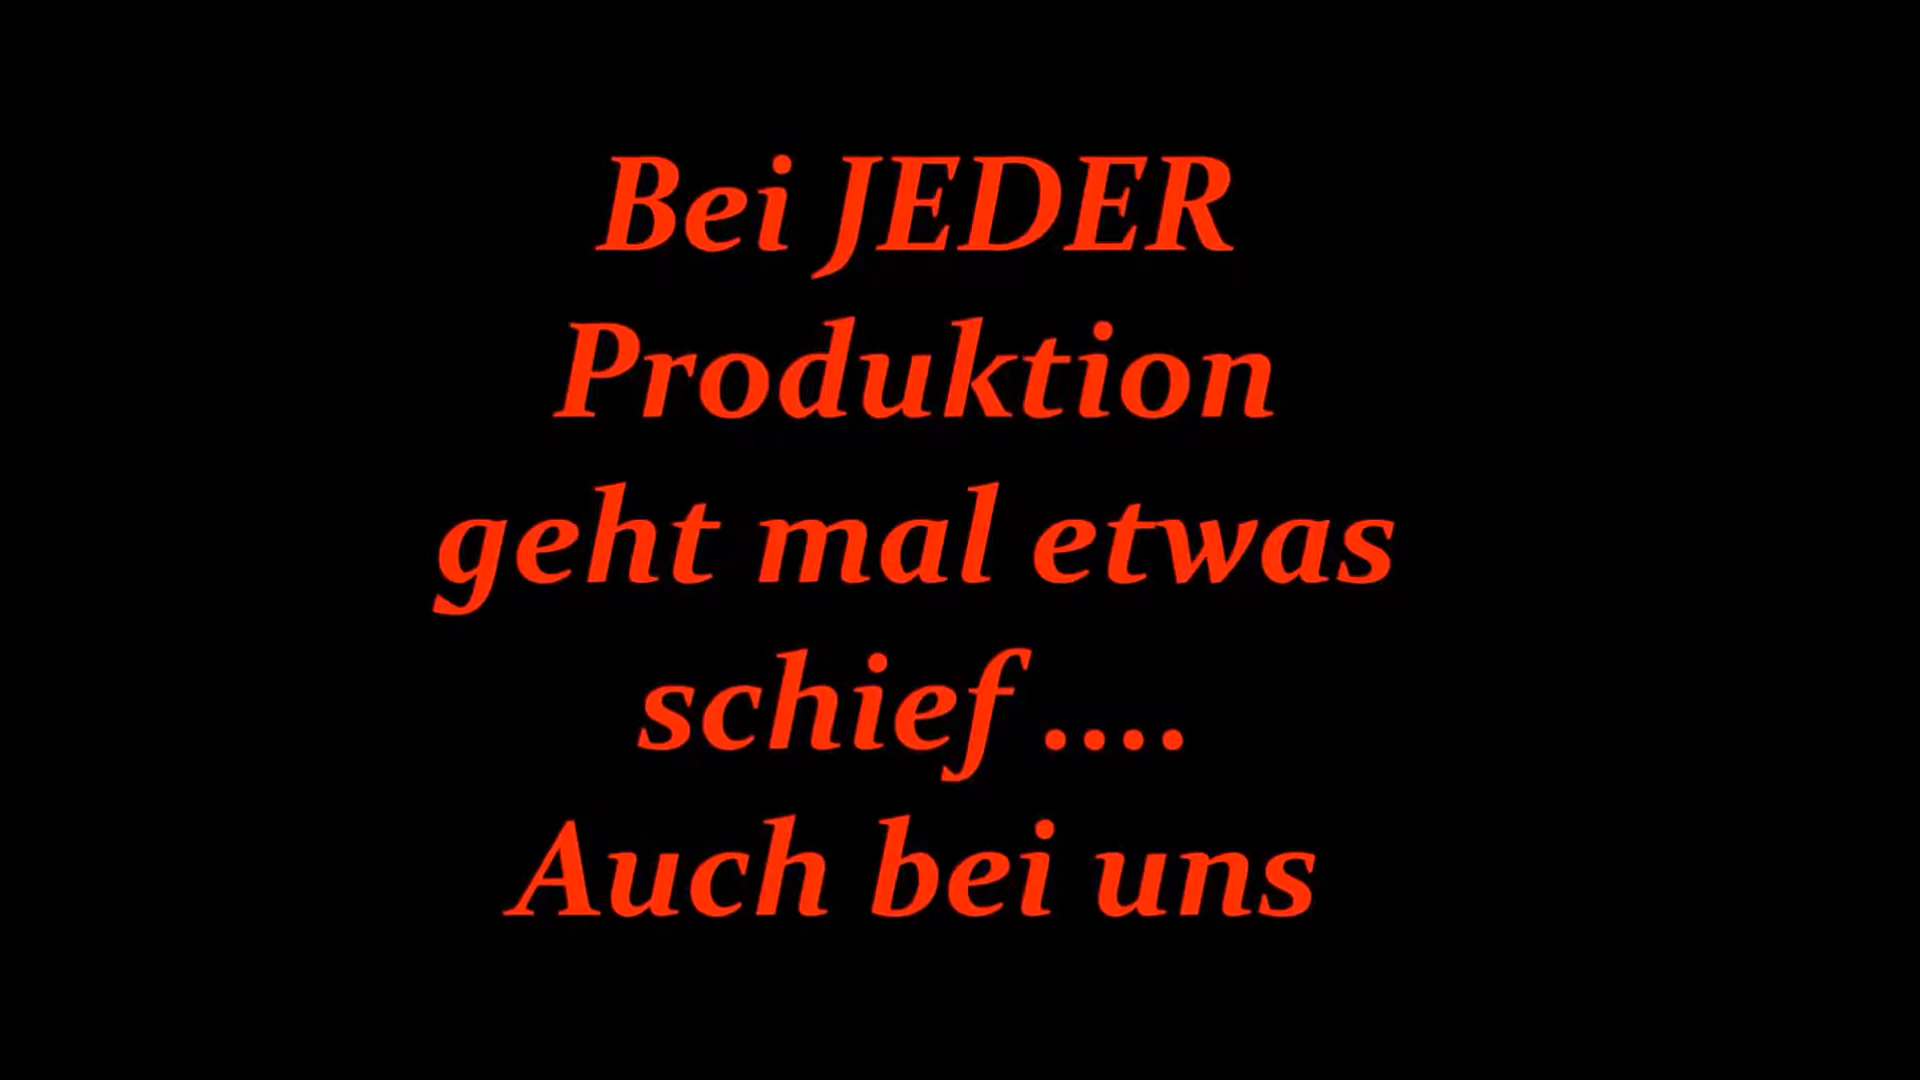 Bei JEDER
Produktion
geht mal etwas
schief ....
Auch bei uns